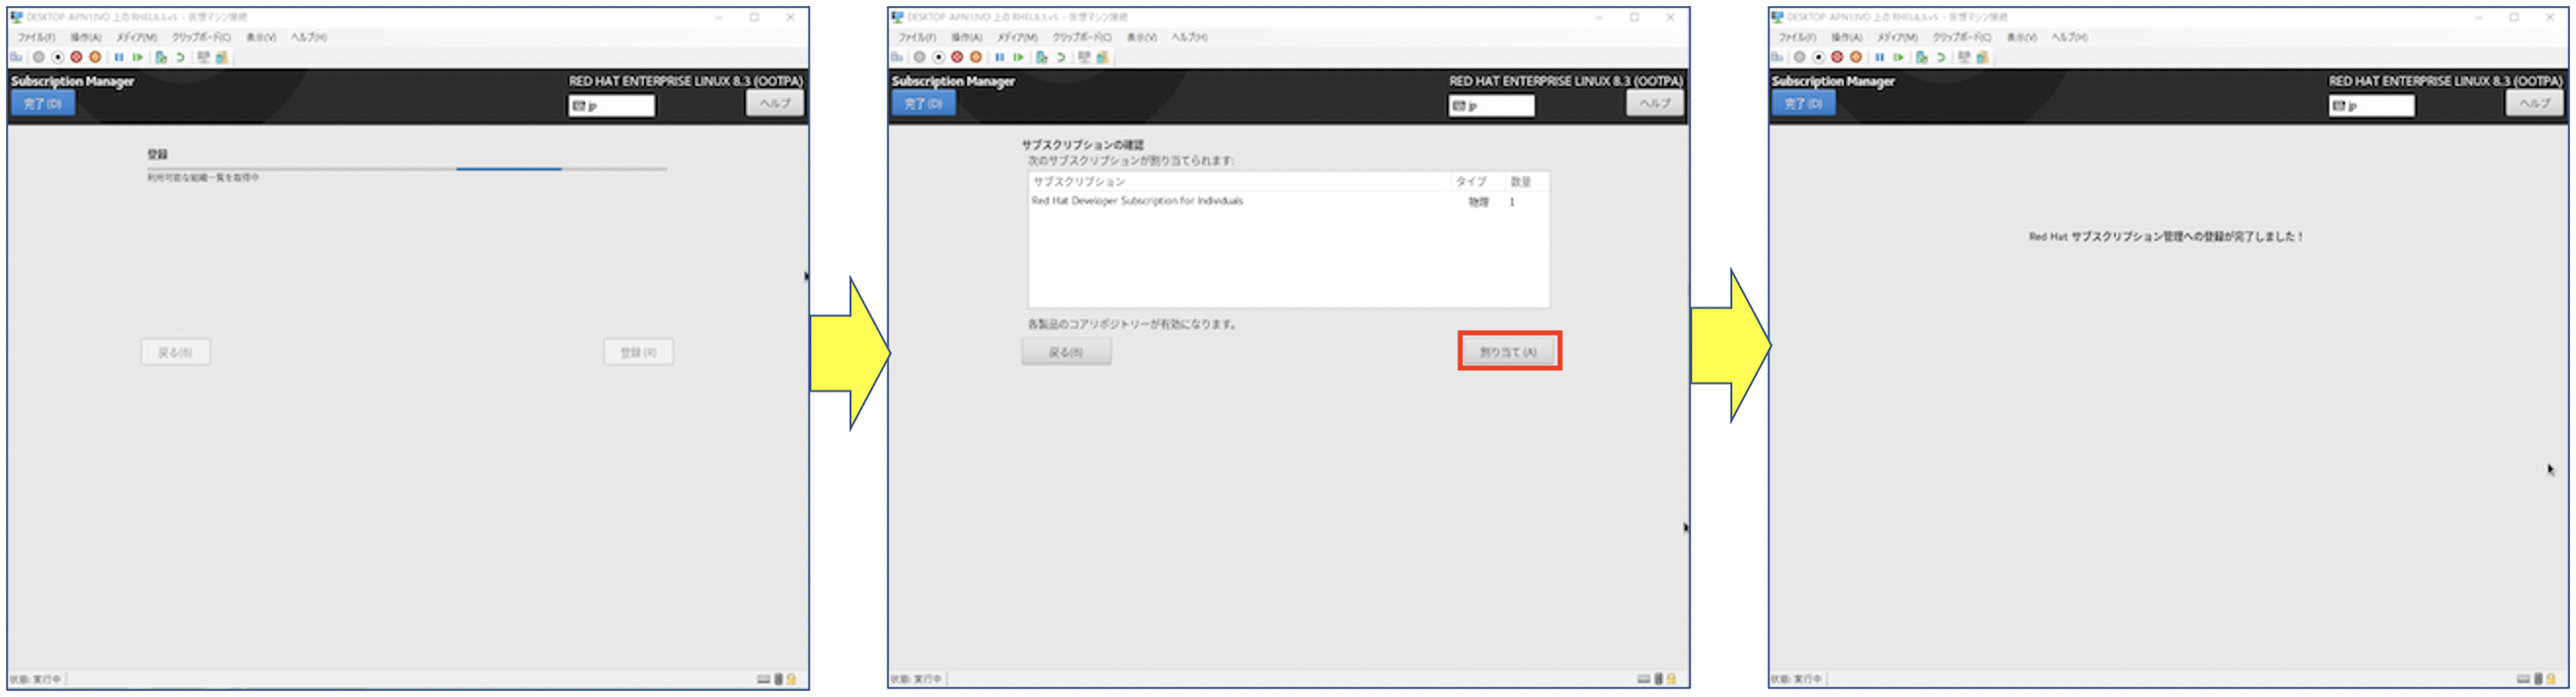 DESKTOP-APN1JVO 上の RHEL8.3.v5 - 仮想マシン接続
ファイル(F) 操作(A) メディア(M) クリップボード(C) 表示(V) ヘルプ(H)
Subscription Manager
RED HAT ENTERPRISE LINUX 8.3 (OOTPA)
完了 (D)
jp
ヘルプ
登録
利用可能な組織一覧を取得中
戻る(B)
登録 (R)
状態: 実行中
DESKTOP-APN1JVO 上の RHEL8.3.v5 - 仮想マシン接続
ファイル(F) 操作(A) メディア(M) クリップボード(C) 表示(V) ヘルプ(H)
Subscription Manager
RED HAT ENTERPRISE LINUX 8.3 (OOTPA)
完了 (D)
jp
ヘルプ
サブスクリプションの確認
次のサブスクリプションが割り当てられます:
サブスクリプション タイプ 数量
Red Hat Developer Subscription for Individuals 物理 1
各製品のコアリポジトリーが有効になります。
戻る(B)
割り当て (A)
状態: 実行中
DESKTOP-APN1JVO 上の RHEL8.3.v5 - 仮想マシン接続
ファイル(F) 操作(A) メディア(M) クリップボード(C) 表示(V) ヘルプ(H)
Subscription Manager
RED HAT ENTERPRISE LINUX 8.3 (OOTPA)
完了 (D)
jp
ヘルプ
Red Hat サブスクリプション管理への登録が完了しました！
状態: 実行中